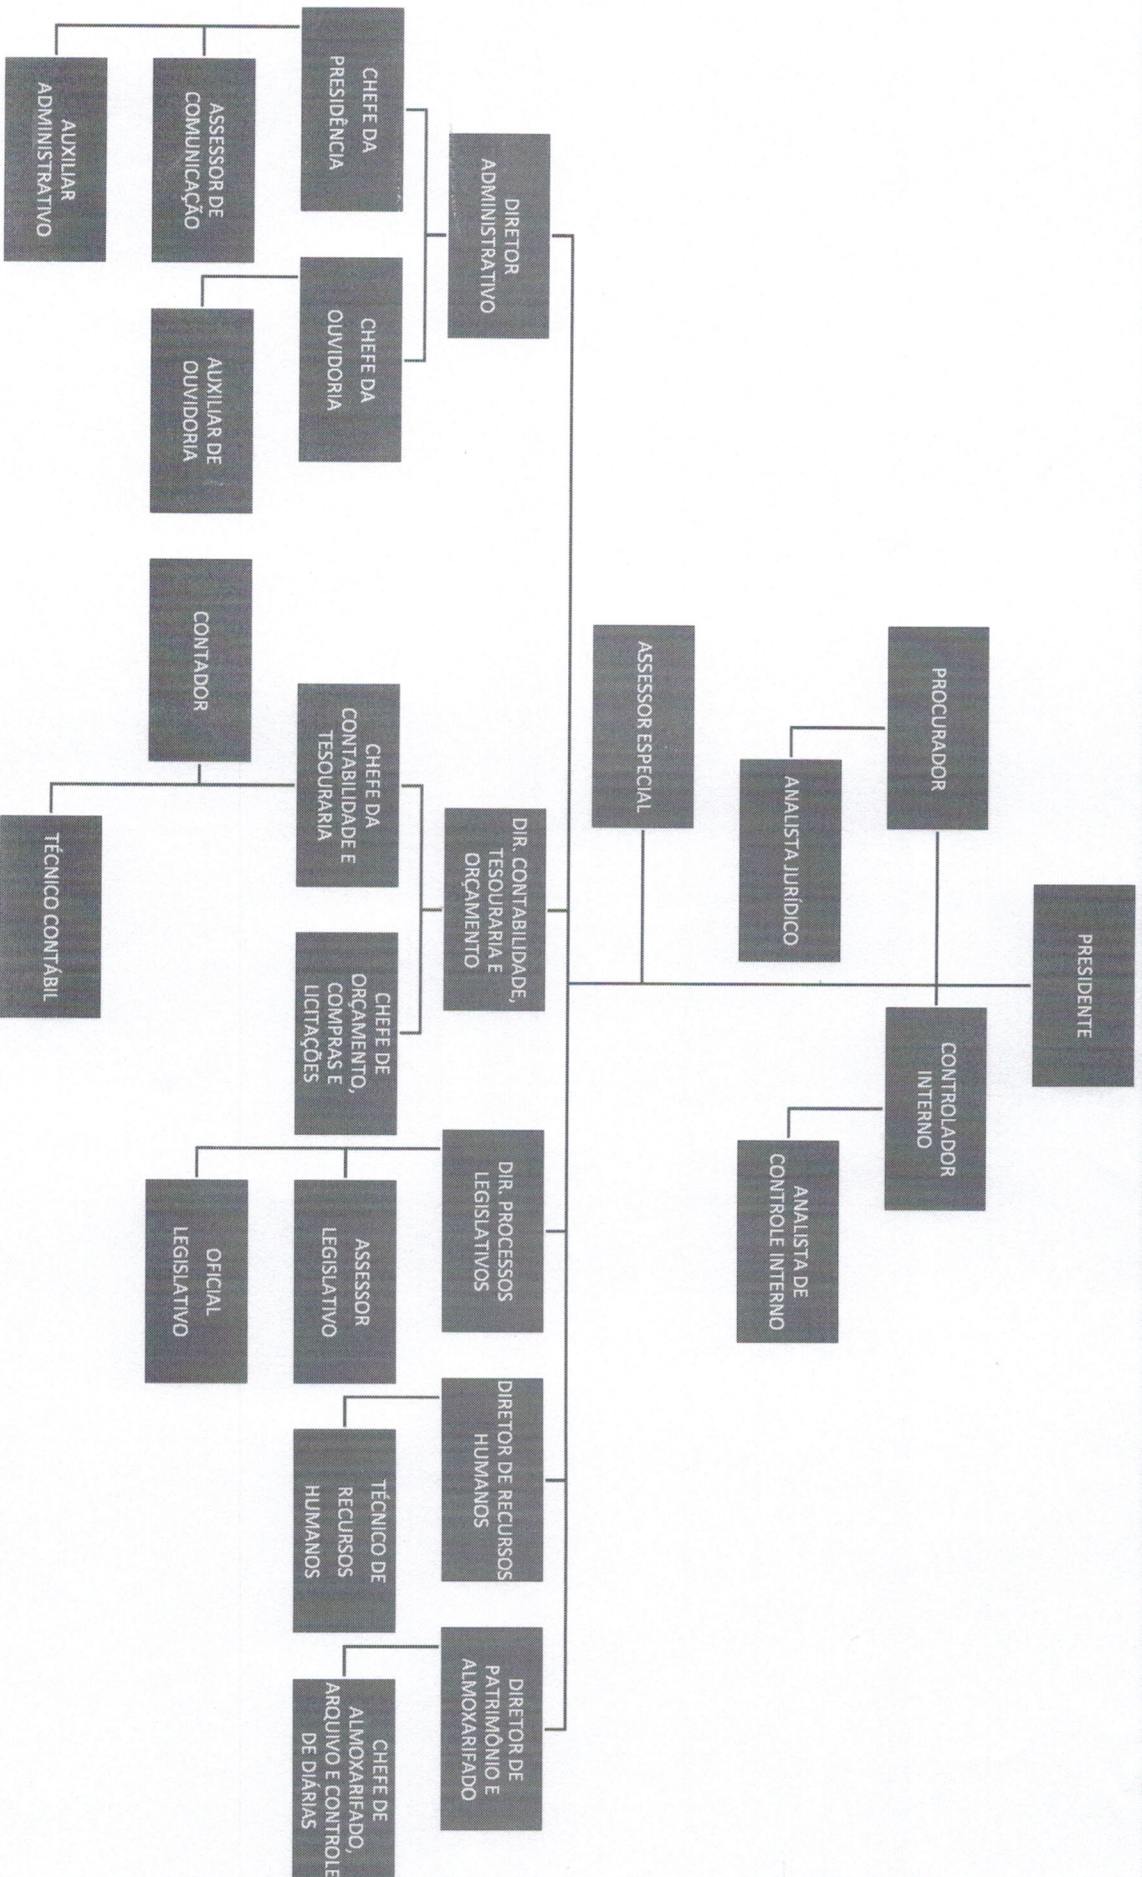 PRESIDENTE
PROCURADOR
CONTROLADOR
INTERNO
ANALISTA JURÍDICO
ANALISTA DE
CONTROLE INTERNO
ASSESSOR ESPECIAL
DIRETOR
ADMINISTRATIVO
DIR. CONTABILIDADE,
TESOURARIA E
ORÇAMENTO
DIR. PROCESSOS
LEGISLATIVOS
DIRETOR DE RECURSOS
HUMANOS
DIRETOR DE
PATRIMÔNIO E
ALMOXARIFADO
CHEFE DA
PRESIDÊNCIA
CHEFE DA
OUVIDORIA
CHEFE DA
CONTABILIDADE E
TESOURARIA
CHEFE DE
ORÇAMENTO,
COMPRAS E
LICITAÇÕES
ASSESSOR
LEGISLATIVO
TÉCNICO DE
RECURSOS
HUMANOS
CHEFE DE
ALMOXARIFADO,
ARQUIVO E CONTROLE
DE DIÁRIAS
ASSESSOR DE
COMUNICAÇÃO
AUXILIAR DE
OUVIDORIA
CONTADOR
OFICIAL
LEGISLATIVO
AUXILIAR
ADMINISTRATIVO
TÉCNICO CONTÁBIL